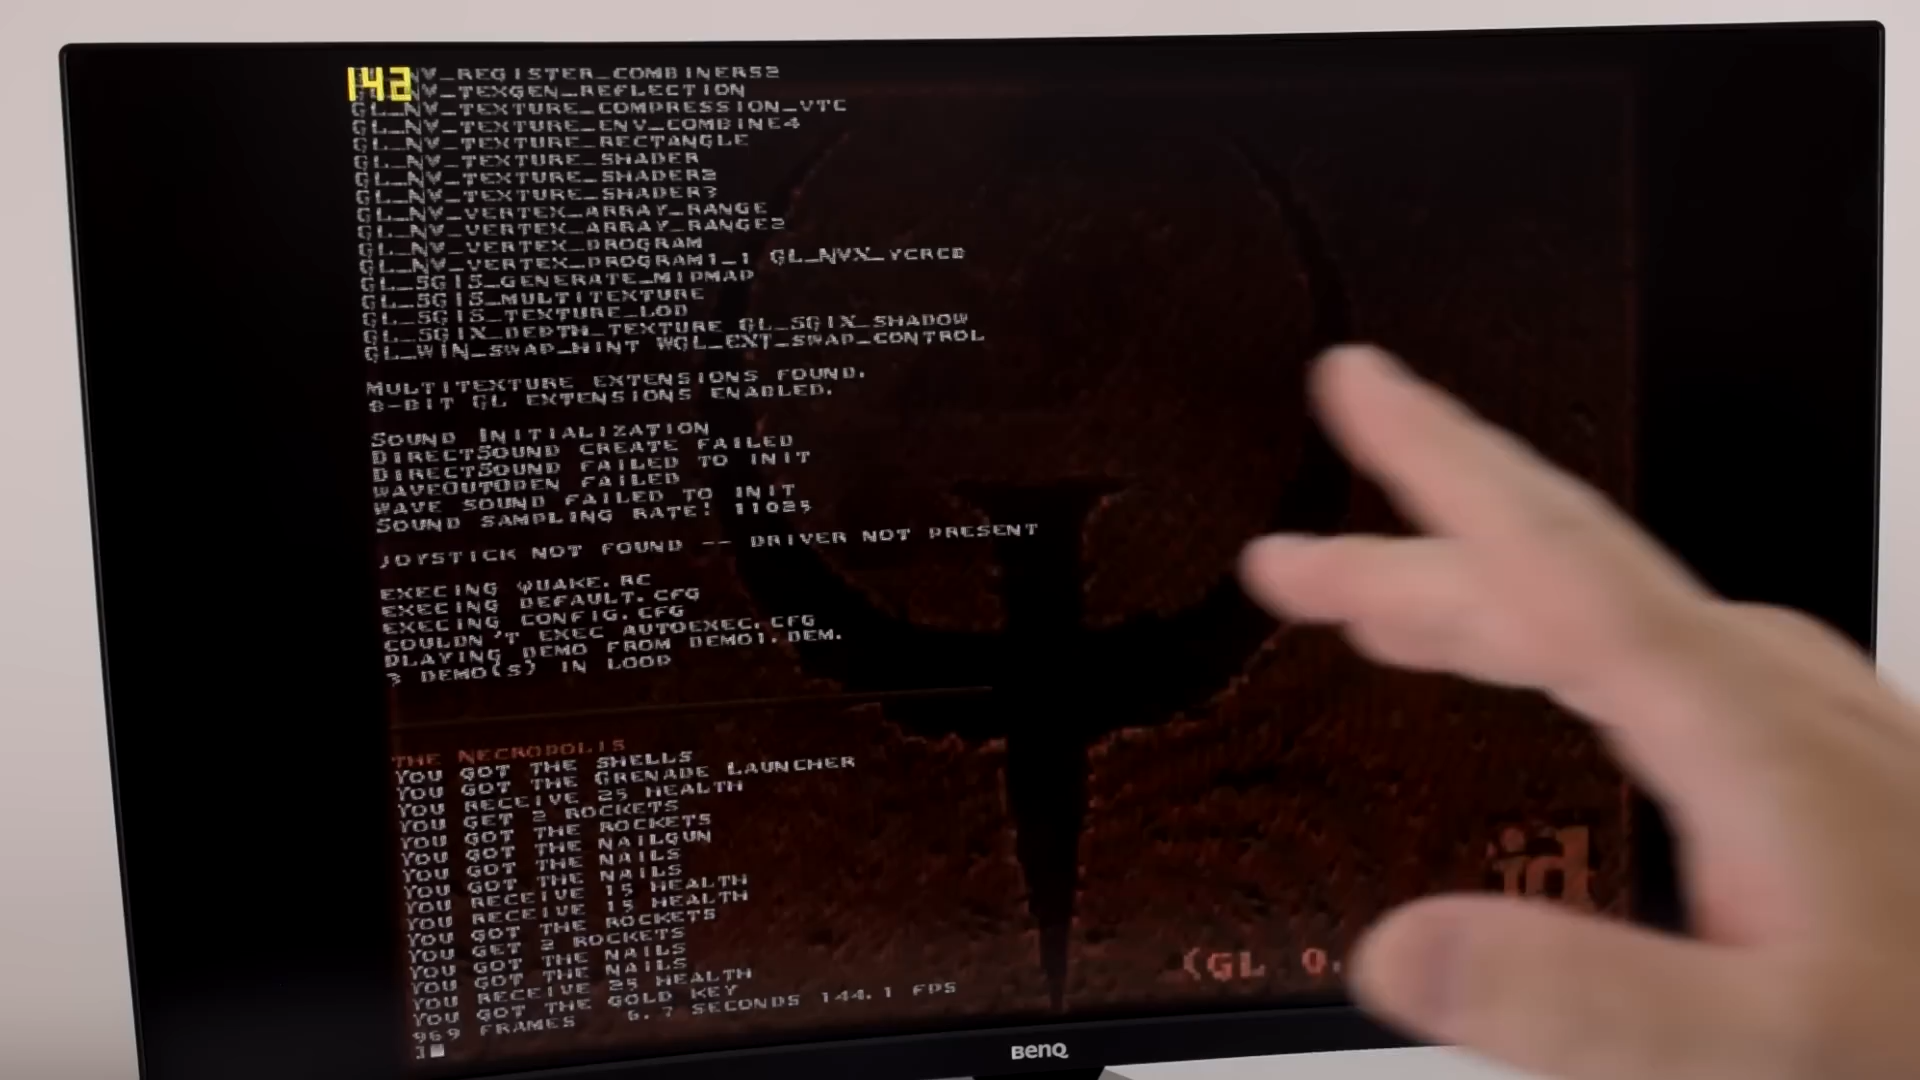 142
NV_REGISTER_COMBINERS2
NV_TEXGEN_REFLECTION
GL_NV_TEXTURE_COMPRESSION_VTC
GL_NV_TEXTURE_ENV_COMBINE4
GL_NV_TEXTURE_RECTANGLE
GL_NV_TEXTURE_SHADER
GL_NV_TEXTURE_SHADER2
GL_NV_TEXTURE_SHADER3
GL_NV_VERTEX_ARRAY_RANGE
GL_NV_VERTEX_ARRAY_RANGE2
GL_NV_VERTEX_PROGRAM
GL_NV_VERTEX_PROGRAM1_1 GL_NVX_YCRCB
GL_SGIS_GENERATE_MIPMAP
GL_SGIS_MULTITEXTURE
GL_SGIS_TEXTURE_LOD
GL_SGIX_DEPTH_TEXTURE GL_SGIX_SHADOW
GL_WIN_SWAP_HINT WGL_EXT_SWAP_CONTROL
MULTITEXTURE EXTENSIONS FOUND.
8-BIT GL EXTENSIONS ENABLED.
SOUND INITIALIZATION
DIRECTSOUND CREATE FAILED
DIRECTSOUND FAILED TO INIT
WAVEOUTOPEN FAILED
WAVE SOUND FAILED TO INIT
SOUND SAMPLING RATE: 11025
JOYSTICK NOT FOUND -- DRIVER NOT PRESENT
EXECING QUAKE.RC
EXECING DEFAULT.CFG
EXECING CONFIG.CFG
COULDN'T EXEC AUTOEXEC.CFG
PLAYING DEMO FROM DEMO1.DEM.
3 DEMO(S) IN LOOP
THE NECROPOLIS
YOU GOT THE SHELLS
YOU GOT THE GRENADE LAUNCHER
YOU RECEIVE 25 HEALTH
YOU GET 2 ROCKETS
YOU GOT THE ROCKETS
YOU GOT THE NAILGUN
YOU GOT THE NAILS
YOU GOT THE NAILS
YOU RECEIVE 15 HEALTH
YOU RECEIVE 15 HEALTH
YOU GOT THE ROCKETS
YOU GET 2 ROCKETS
YOU GOT THE NAILS
YOU GOT THE NAILS
YOU RECEIVE 25 HEALTH
YOU GOT THE GOLD KEY
969 FRAMES 6.7 SECONDS 144.1 FPS
]
id
(GL 0.
BenQ